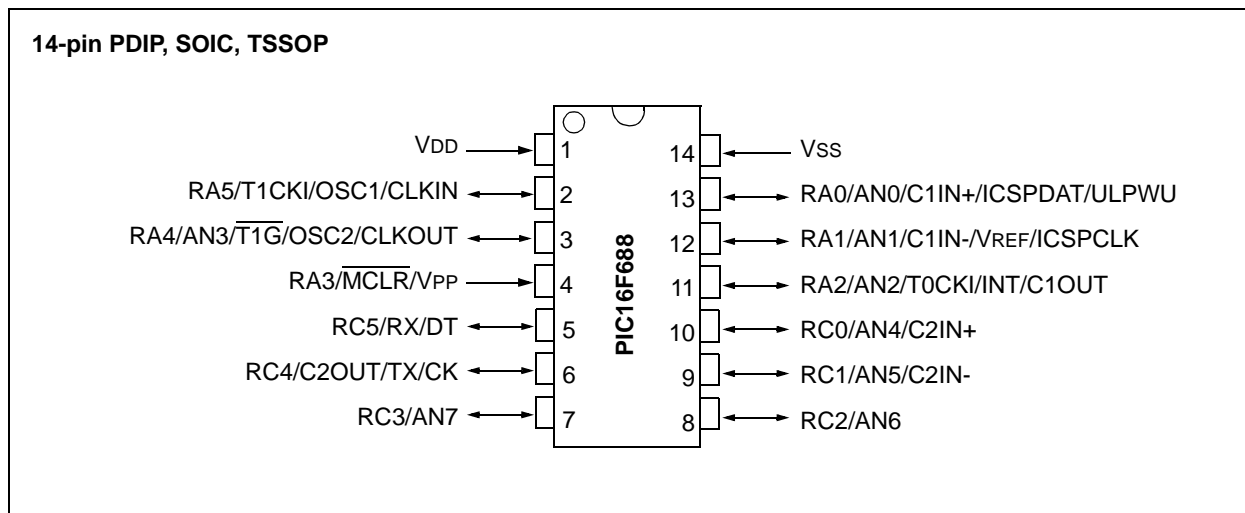 14-pin PDIP, SOIC, TSSOP
VDD 1 14 VSS
RA5/T1CKI/OSC1/CLKIN 2 13 RA0/AN0/C1IN+/ICSPDAT/ULPWU
RA4/AN3/T1G/OSC2/CLKOUT 3 12 RA1/AN1/C1IN-/VREF/ICSPCLK
RA3/MCLR/VPP 4 11 RA2/AN2/T0CKI/INT/C1OUT
RC5/RX/DT 5 10 RC0/AN4/C2IN+
RC4/C2OUT/TX/CK 6 9 RC1/AN5/C2IN-
RC3/AN7 7 8 RC2/AN6
PIC16F688